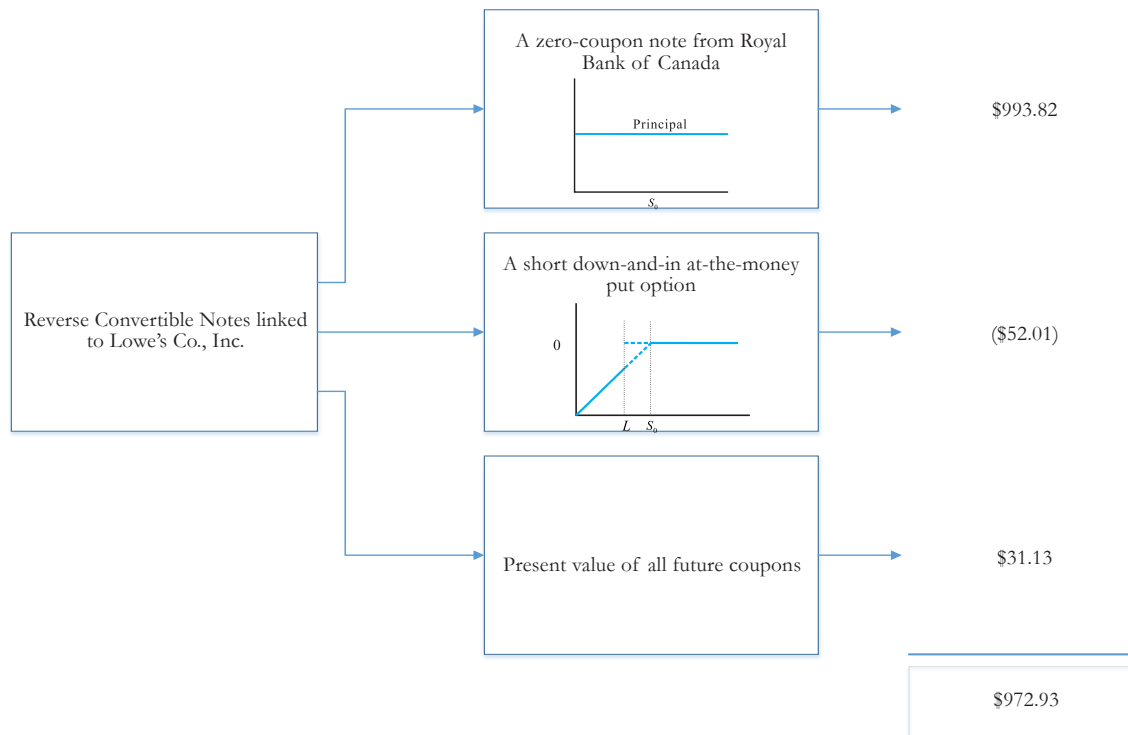 A zero-coupon note from Royal
Bank of Canada
Principal
S₀
$993.82
Reverse Convertible Notes linked
to Lowe's Co., Inc.
A short down-and-in at-the-money
put option
0
L S₀
($52.01)
Present value of all future coupons
$31.13
$972.93